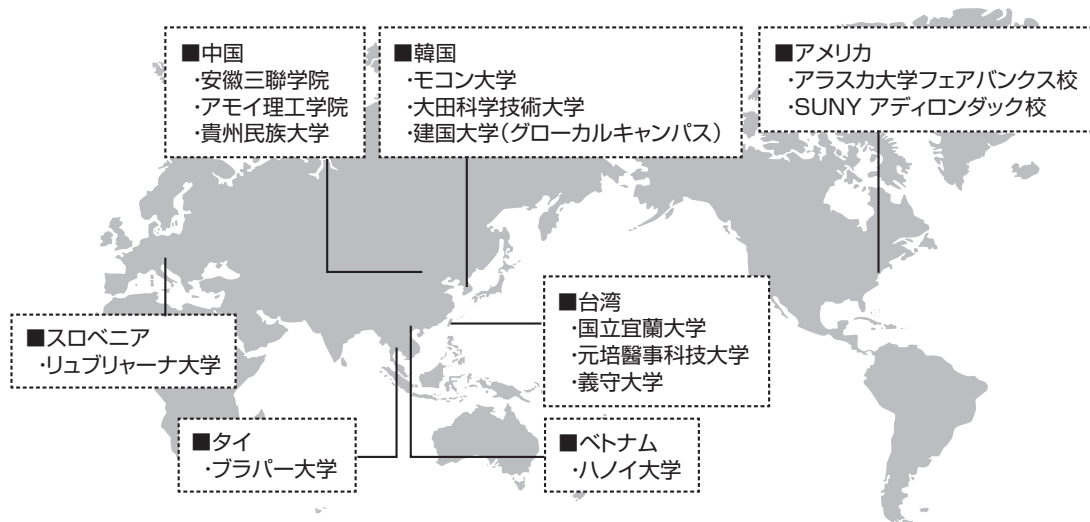 ■中国
・安徽三聯学院
・アモイ理工学院
・貴州民族大学
■韓国
・モコン大学
・大田科学技術大学
・建国大学（グローカルキャンパス）
■アメリカ
・アラスカ大学フェアバンクス校
・SUNY アディロンダック校
■スロベニア
・リュブリャーナ大学
■台湾
・国立宜蘭大学
・元培醫事科技大学
・義守大学
■タイ
・ブラパー大学
■ベトナム
・ハノイ大学